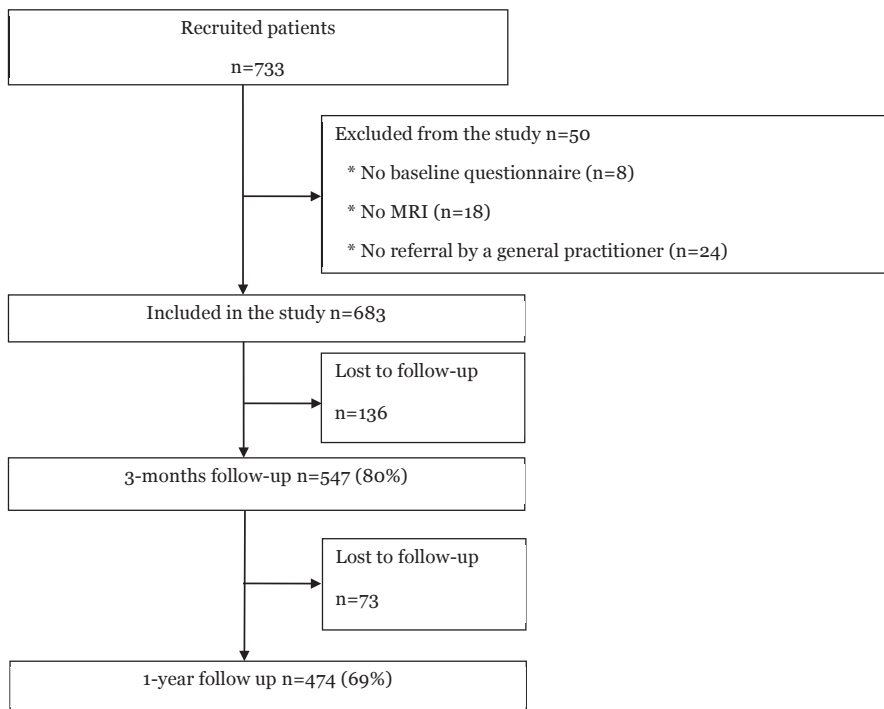 Recruited patients
n=733
Excluded from the study n=50
* No baseline questionnaire (n=8)
* No MRI (n=18)
* No referral by a general practitioner (n=24)
Included in the study n=683
Lost to follow-up
n=136
3-months follow-up n=547 (80%)
Lost to follow-up
n=73
1-year follow up n=474 (69%)